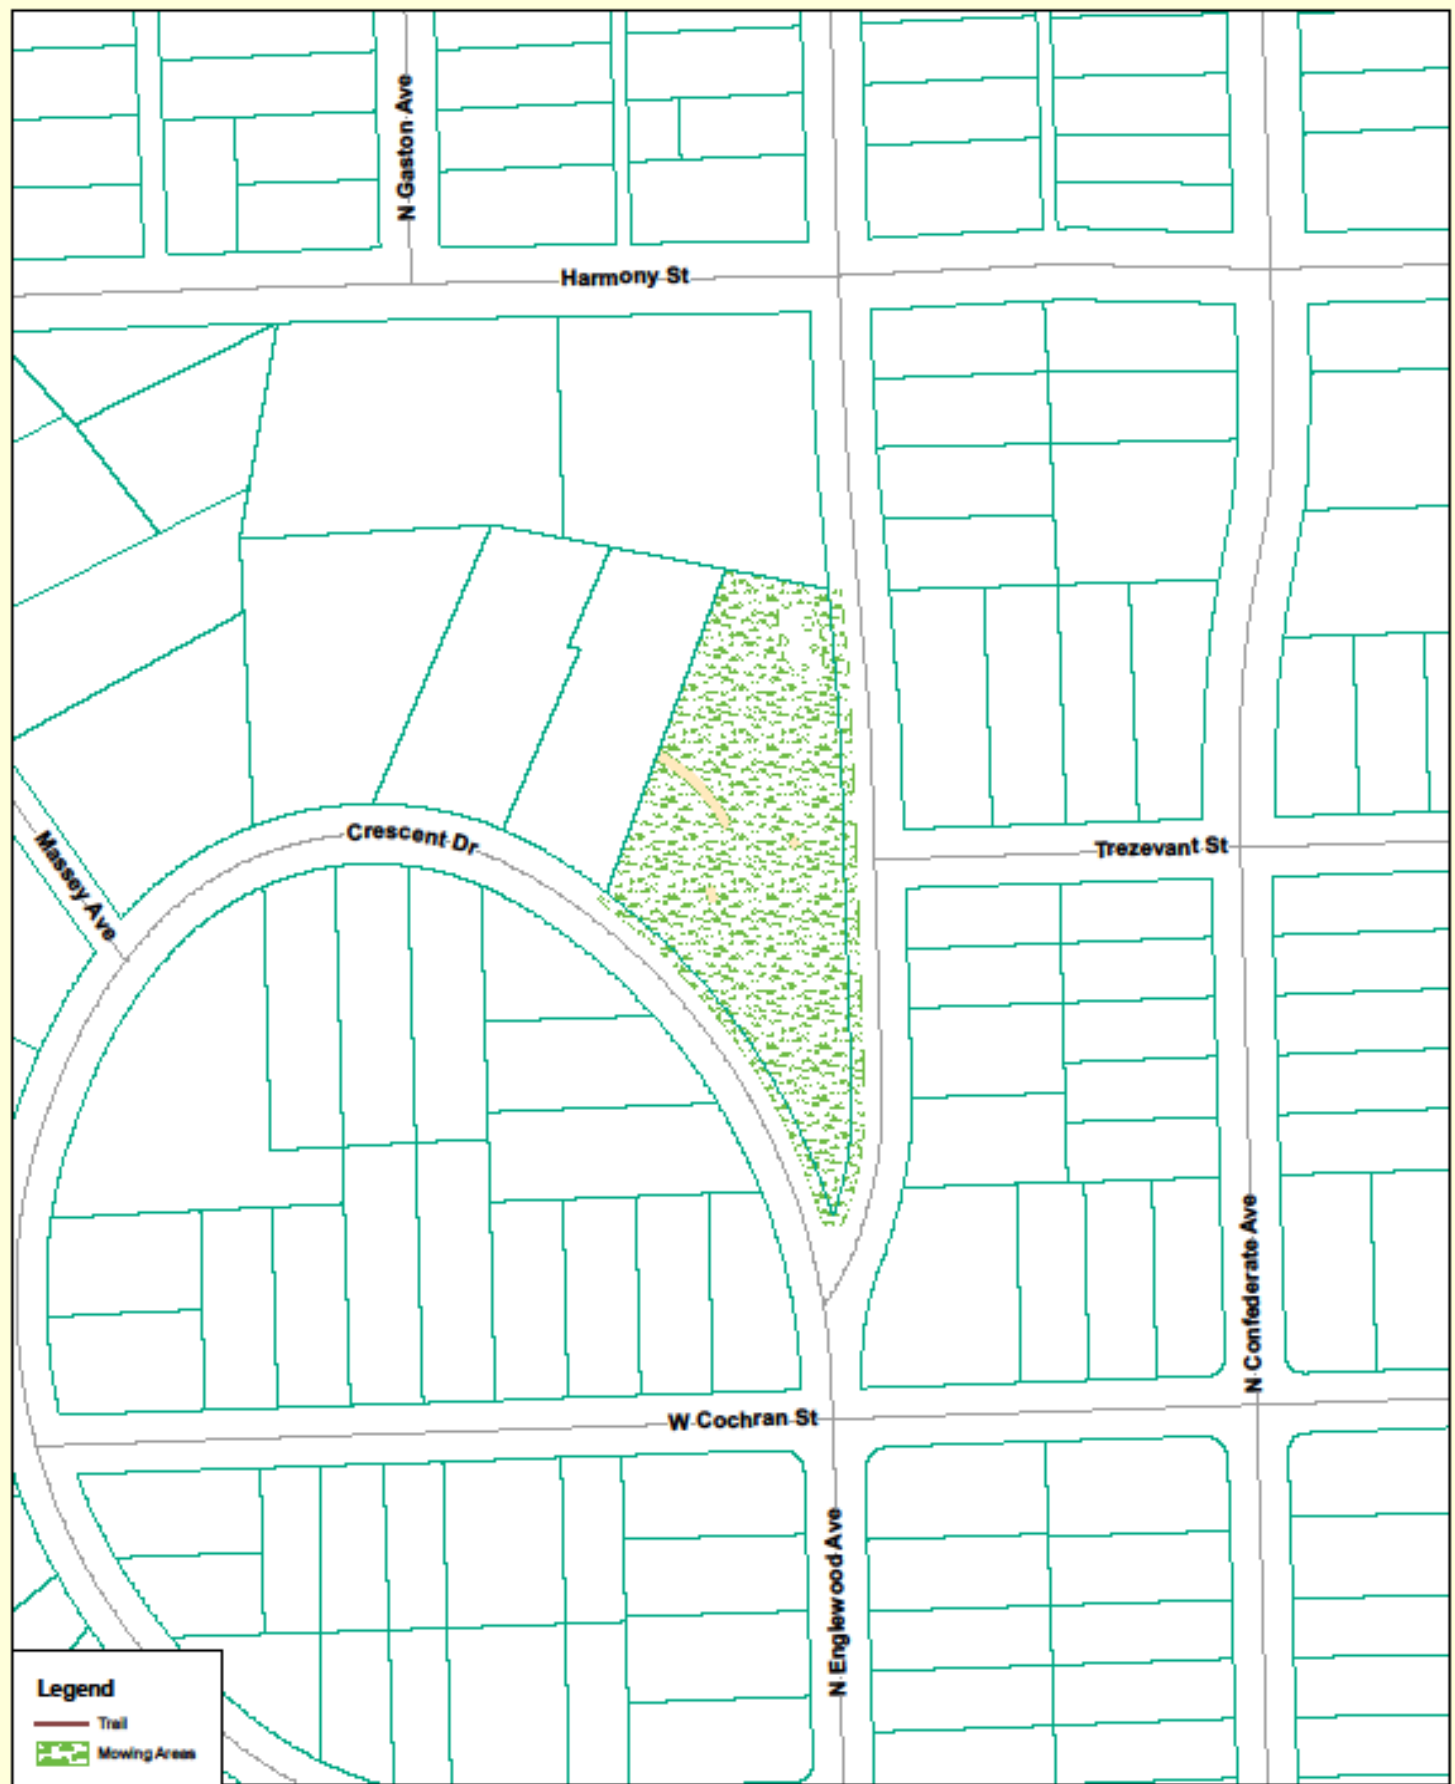 N Gaston Ave
Harmony St
Crescent Dr
Massey Ave
Trezevant St
N Confederate Ave
W Cochran St
N Englewood Ave
Legend
Trail
Mowing Areas